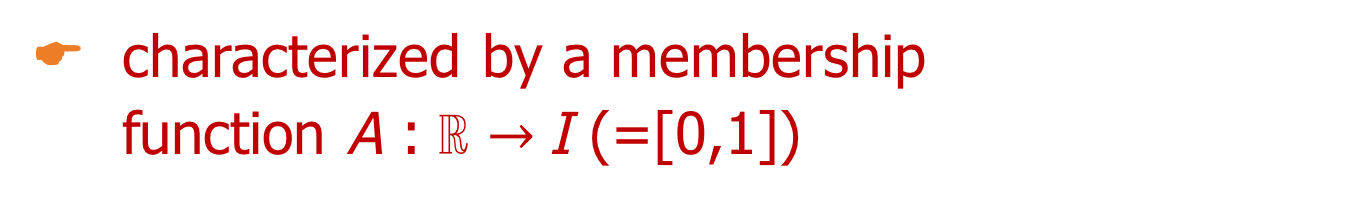 characterized by a membership
function A : ℝ → I (=[0,1])